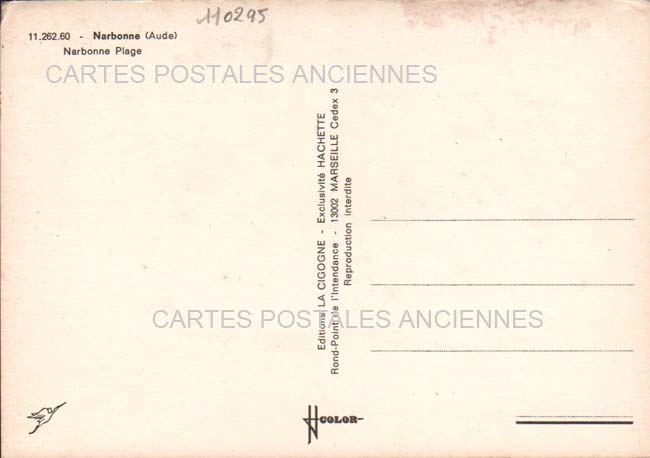 110295
11.262.60 - Narbonne (Aude)
Narbonne Plage
CARTES POSTALES ANCIENNES
Editions LA CIGOGNE - Exclusivité HACHETTE
Rond-Point de l'Intendance - 13002 MARSEILLE Cedex 3
Reproduction interdite
CARTES POSTALES ANCIENNES
H COLOR